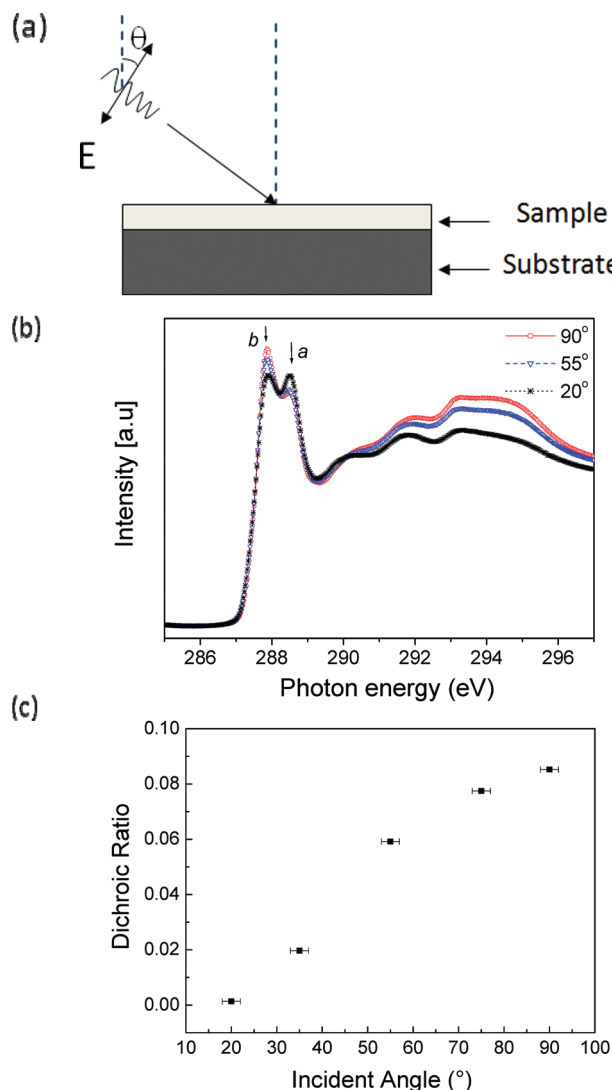 (a)
θ
E
Sample
Substrate
(b)
b
a
90°
55°
20°
Intensity [a.u]
286 288 290 292 294 296
Photon energy (eV)
(c)
0.10
0.08
0.06
0.04
0.02
0.00
Dichroic Ratio
10 20 30 40 50 60 70 80 90 100
Incident Angle (°)